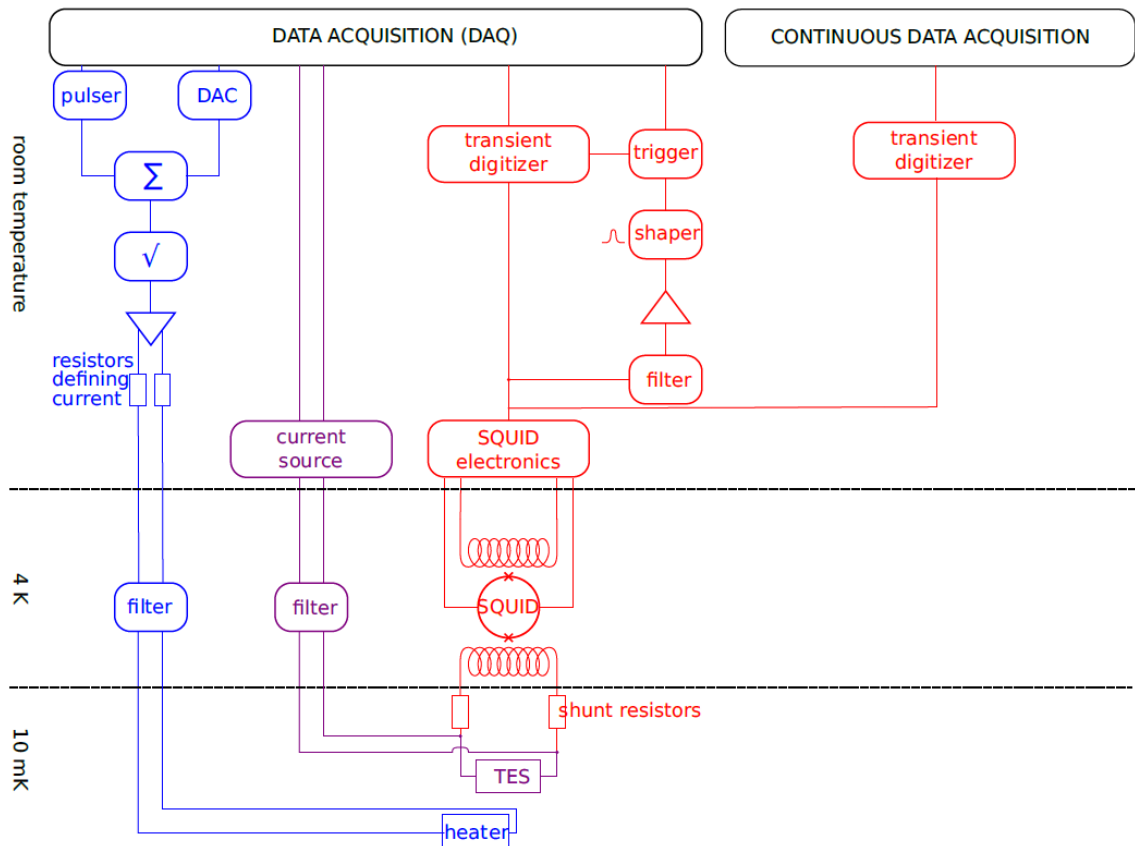 DATA ACQUISITION (DAQ)
CONTINUOUS DATA ACQUISITION
pulser
DAC
transient
digitizer
trigger
transient
digitizer
Σ
shaper
√
room temperature
resistors
defining
current
filter
current
source
SQUID
electronics
4 K
filter
filter
SQUID
shunt resistors
10 mK
TES
heater